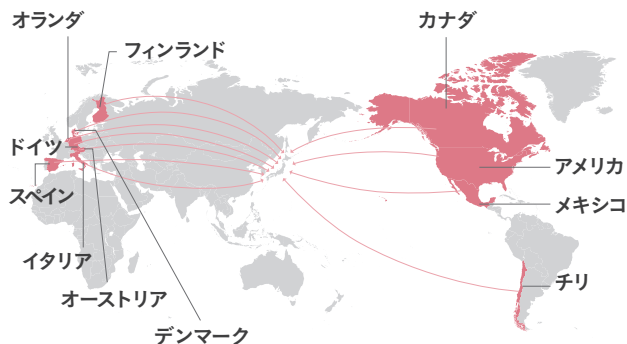 オランダ
カナダ
フィンランド
ドイツ
アメリカ
スペイン
メキシコ
イタリア
チリ
オーストリア
デンマーク